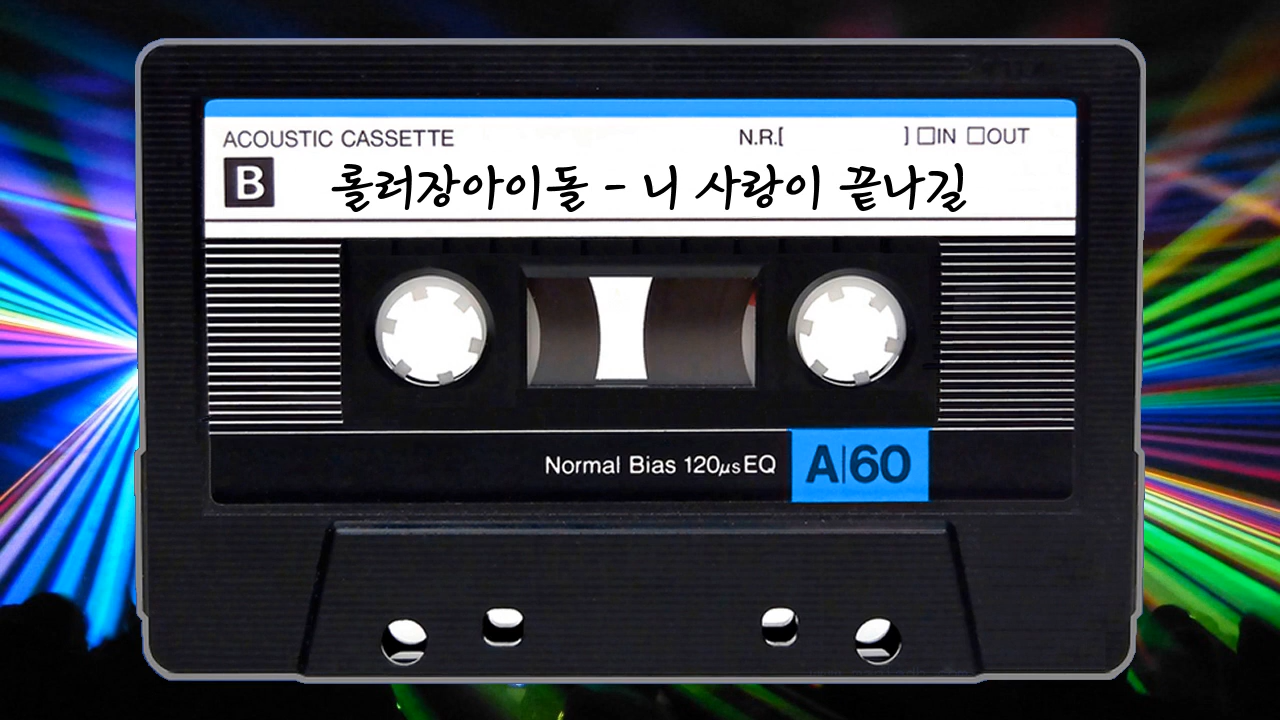 ACOUSTIC CASSETTE N.R.[ ] □IN □OUT
B 롤러장아이돌 - 니 사랑이 끝나길
Normal Bias 120μs EQ A|60